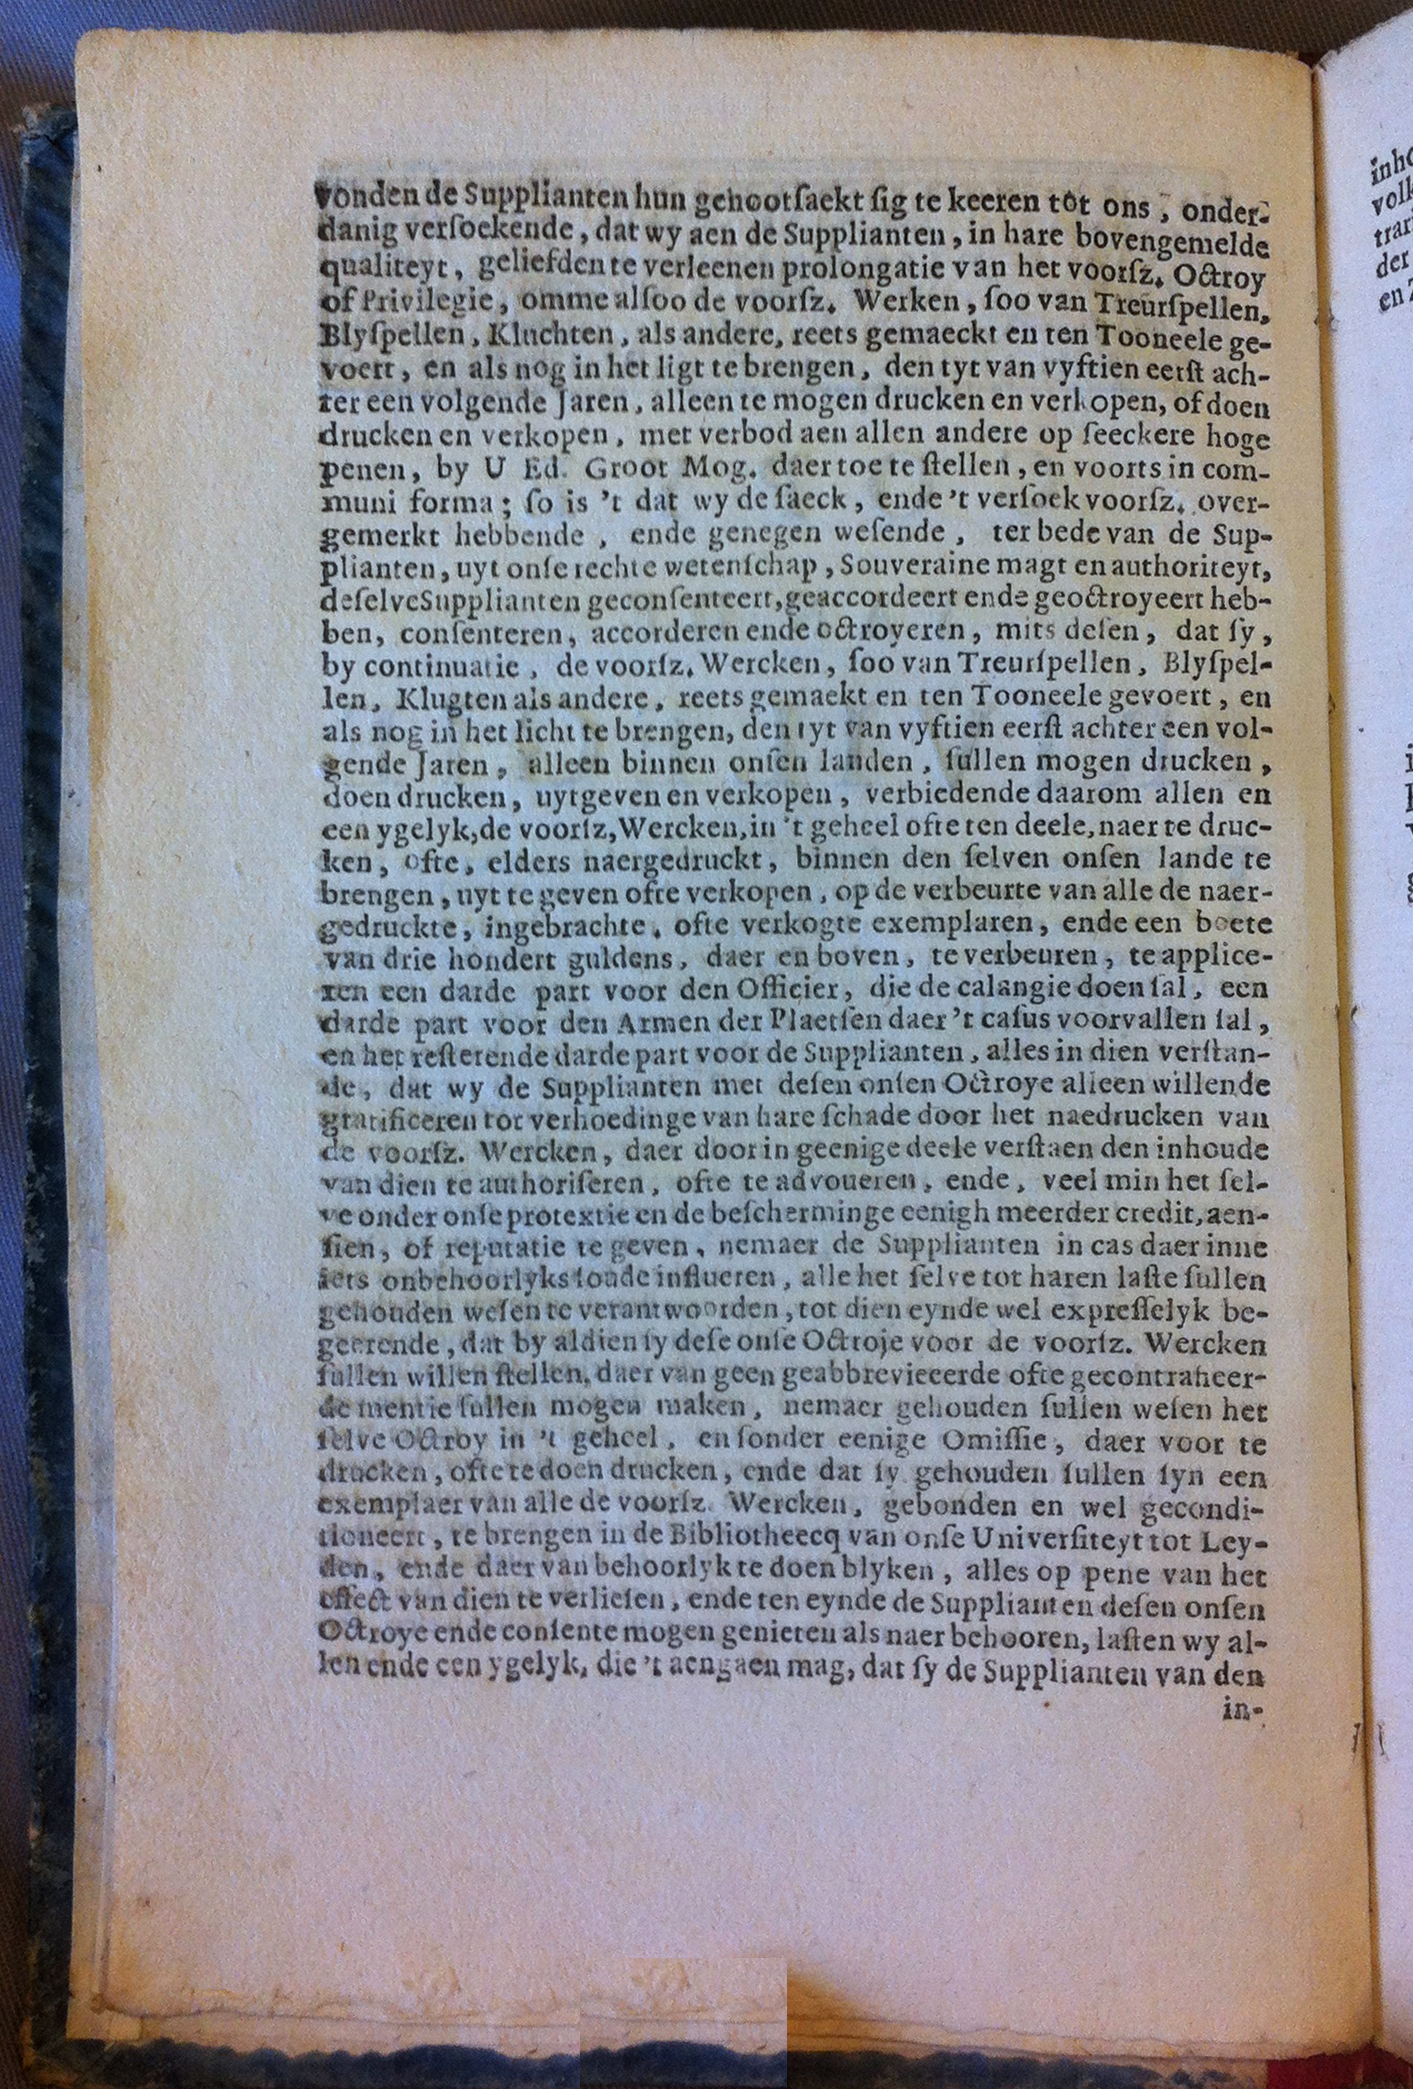 vonden de Supplianten hun genootsaekt sig te keeren tot ons, onder-
danig versoekende, dat wy aen de Supplianten, in hare bovengemelde
qualiteyt, geliefden te verleenen prolongatie van het voorsz. Octroy
of Privilegie, omme alsoo de voorsz. Werken, soo van Treurspellen,
Blyspellen, Kluchten, als andere, reets gemaeckt en ten Tooneele ge-
voert, en als nog in het ligt te brengen, den tyt van vyftien eerst ach-
ter een volgende Jaren, alleen te mogen drucken en verkopen, of doen
drucken en verkopen, met verbod aen allen andere op seeckere hoge
penen, by U Ed. Groot Mog. daer toe te stellen, en voorts in com-
muni forma; so is 't dat wy de saeck, ende 't versoek voorsz. over-
gemerkt hebbende, ende genegen wesende, ter bede van de Sup-
plianten, uyt onse rechte wetenschap, Souveraine magt en authoriteyt,
deselve Supplianten geconsenteert, geaccordeert ende geoctroyeert heb-
ben, consenteren, accorderen ende octroyeren, mits desen, dat sy,
by continuatie, de voorsz. Wercken, soo van Treurspellen, Blyspel-
len, Klugten als andere, reets gemaekt en ten Tooneele gevoert, en
als nog in het licht te brengen, den tyt van vyftien eerst achter een vol-
gende Jaren, alleen binnen onsen landen, sullen mogen drucken,
doen drucken, uytgeven en verkopen, verbiedende daarom allen en
een ygelyk, de voorsz, Wercken, in 't geheel ofte ten deele, naer te druc-
ken, ofte, elders naergedruckt, binnen den selven onsen lande te
brengen, uyt te geven ofte verkopen, op de verbeurte van alle de naer-
gedruckte, ingebrachte, ofte verkogte exemplaren, ende een boete
van drie hondert guldens, daer en boven, te verbeuren, te applice-
ren een darde part voor den Officier, die de calangie doen sal, een
darde part voor den Armen der Plaetsen daer 't casus voorvallen sal,
en het resterende darde part voor de Supplianten, alles in dien verstan-
de, dat wy de Supplianten met desen onsen Octroye alleen willende
gratificeren tot verhoedinge van hare schade door het naedrucken van
de voorsz. Wercken, daer door in geenige deele verstaen den inhoude
van dien te authoriseren, ofte te advoueren, ende, veel min het sel-
ve onder onse protextie en de bescherminge eenigh meerder credit, aen-
sien, of reputatie te geven, nemaer de Supplianten in cas daer inne
iets onbehoorlyks soude influeren, alle het selve tot haren laste sullen
gehouden wesen te verantwoorden, tot dien eynde wel expresselyk be-
geerende, dat by aldien sy dese onse Octroje voor de voorsz. Wercken
sullen willen stellen, daer van geen geabbrevieeerde ofte gecontraheer-
de mentie sullen mogen maken, nemaer gehouden sullen wesen het
selve Octroy in 't geheel, en sonder eenige Omissie, daer voor te
drucken, ofte te doen drucken, ende dat sy gehouden sullen syn een
exemplaer van alle de voorsz. Wercken, gebonden en wel gecondi-
tioneert, te brengen in de Bibliotheecq van onse Universiteyt tot Ley-
den, ende daer van behoorlyk te doen blyken, alles op pene van het
effect van dien te verliesen, ende ten eynde de Supplianten desen onsen
Octroye ende consente mogen genieten als naer behooren, lasten wy al-
len ende een ygelyk, die 't aengaen mag, dat sy de Supplianten van den
in-